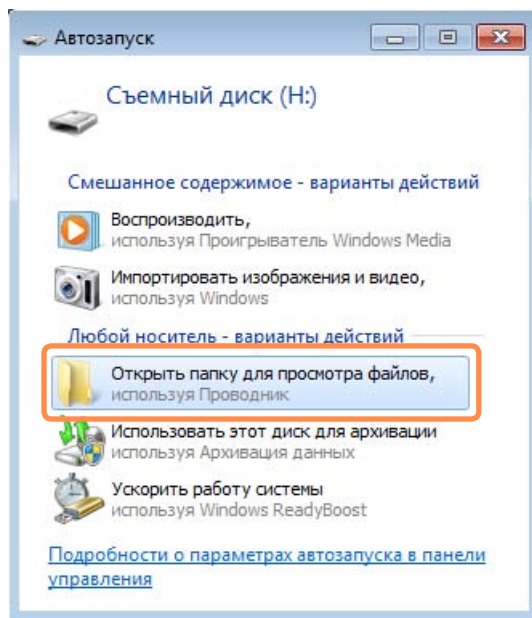 Автозапуск
Съемный диск (H:)
Смешанное содержимое - варианты действий
Воспроизводить,
используя Проигрыватель Windows Media
Импортировать изображения и видео,
используя Windows
Любой носитель - варианты действий
Открыть папку для просмотра файлов,
используя Проводник
Использовать этот диск для архивации
используя Архивация данных
Ускорить работу системы
используя Windows ReadyBoost
Подробности о параметрах автозапуска в панели
управления